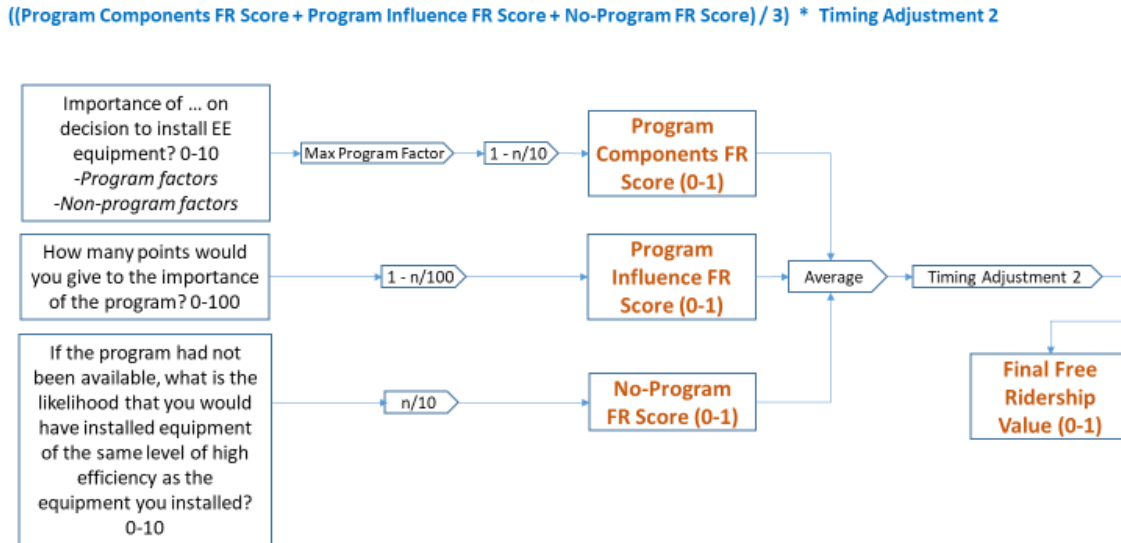 ((Program Components FR Score + Program Influence FR Score + No-Program FR Score) / 3)  *  Timing Adjustment 2
Importance of ... on
decision to install EE
equipment? 0-10
-Program factors
-Non-program factors
Max Program Factor
1 - n/10
Program
Components FR
Score (0-1)
How many points would
you give to the importance
of the program? 0-100
1 - n/100
Program
Influence FR
Score (0-1)
Average
Timing Adjustment 2
If the program had not
been available, what is the
likelihood that you would
have installed equipment
of the same level of high
efficiency as the
equipment you installed?
0-10
n/10
No-Program
FR Score (0-1)
Final Free
Ridership
Value (0-1)